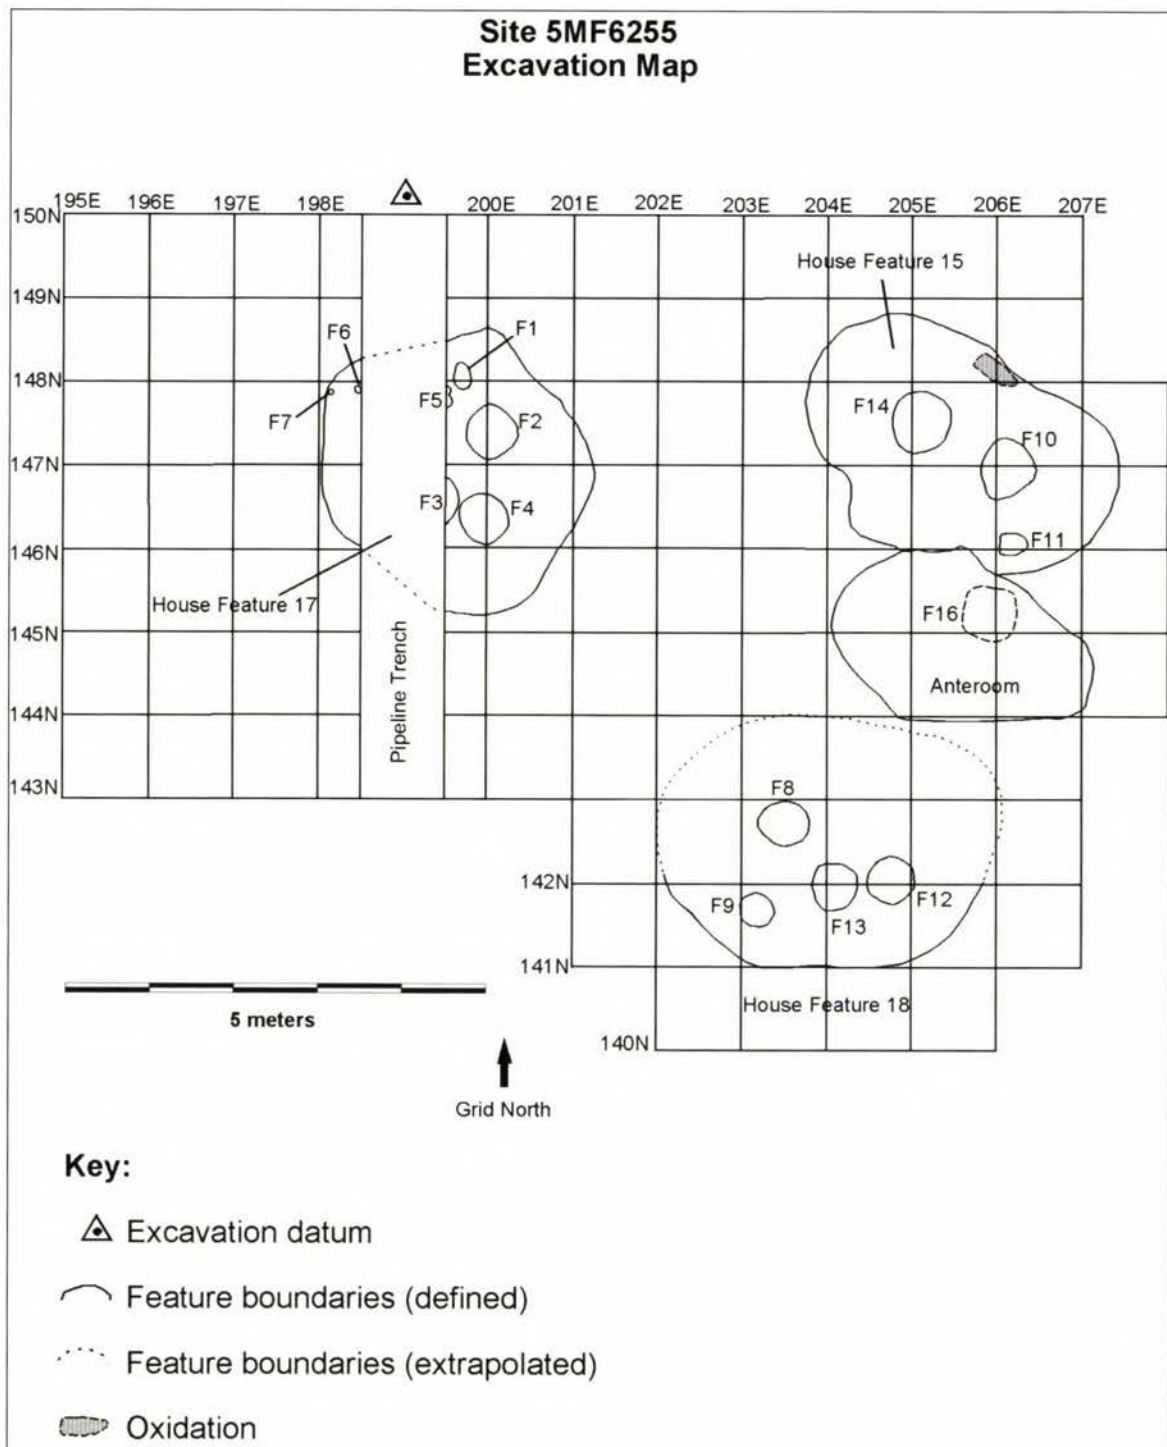 Site 5MF6255
Excavation Map
195E 196E 197E 198E 200E 202E 203E 204E 205E 206E 207E
150N
House Feature 15
149N
F6 F1
148N
F7 F5 F2 F14 F10
147N
F3 F4
F11
146N
House Feature 17
F16
145N
Pipeline Trench
Anteroom
144N
143N
F8
142N
F9 F13 F12
141N
House Feature 18
5 meters
140N
Grid North
Key:
Excavation datum
Feature boundaries (defined)
Feature boundaries (extrapolated)
Oxidation